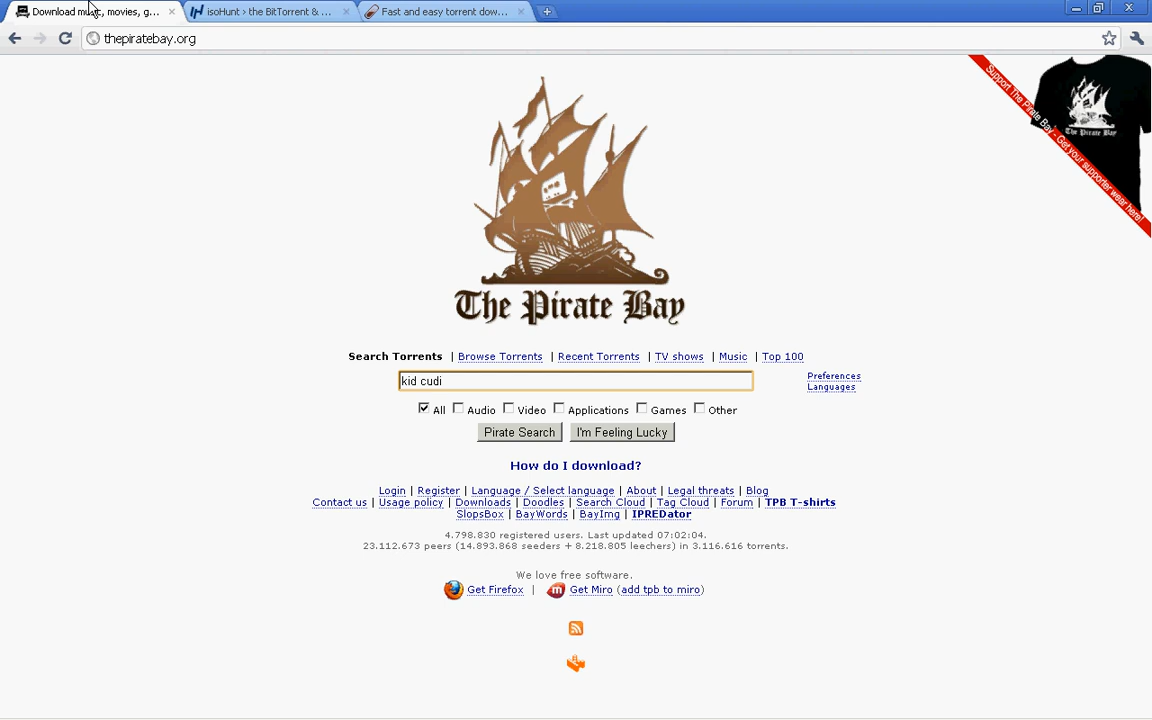 Download music, movies, g...
isoHunt › the BitTorrent & ...
Fast and easy torrent dow...
thepiratebay.org
Support The Pirate Bay - Get your supporter wear here!
The Pirate Bay
The Pirate Bay
Search Torrents | Browse Torrents | Recent Torrents | TV shows | Music | Top 100
kid cudi
Preferences
Languages
All Audio Video Applications Games Other
Pirate Search I'm Feeling Lucky
How do I download?
Login | Register | Language / Select language | About | Legal threats | Blog
Contact us | Usage policy | Downloads | Doodles | Search Cloud | Tag Cloud | Forum | TPB T-shirts
SlopsBox | BayWords | BayImg | IPREDator
4.798.830 registered users. Last updated 07:02:04.
23.112.673 peers (14.893.868 seeders + 8.218.805 leechers) in 3.116.616 torrents.
We love free software.
Get Firefox | Get Miro (add tpb to miro)